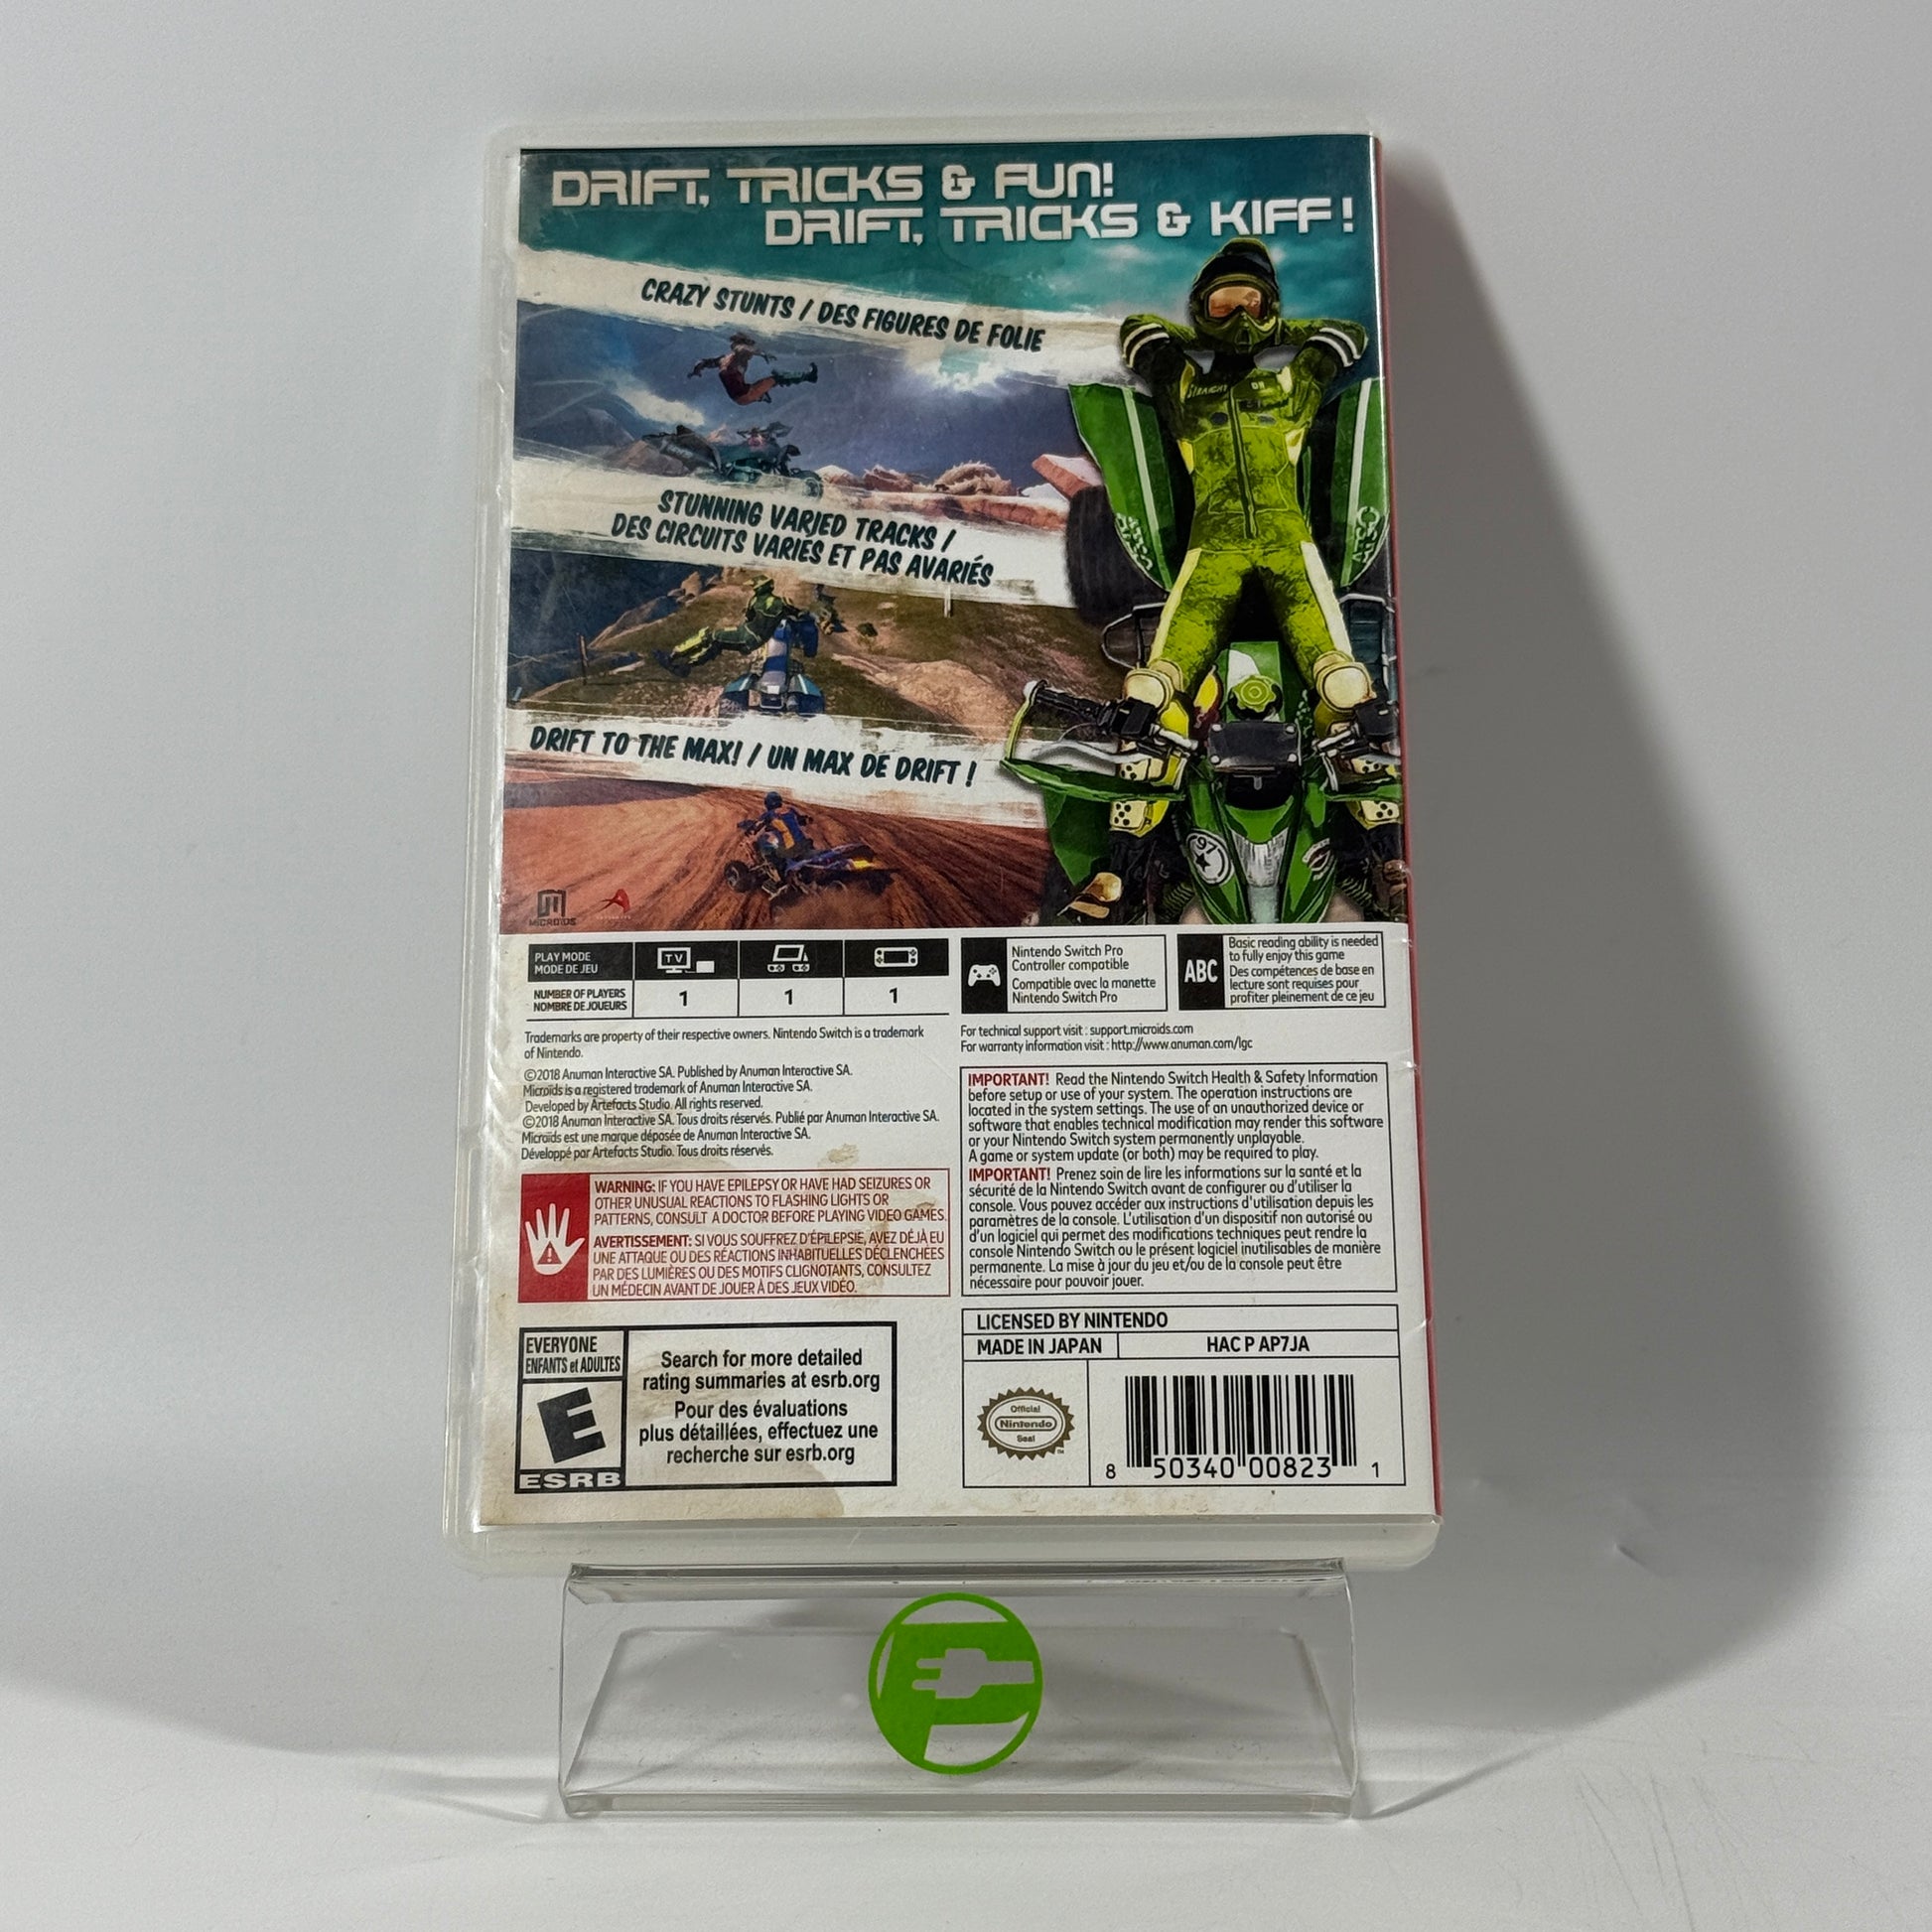 DRIFT, TRICKS & FUN!
DRIFT, TRICKS & KIFF !
CRAZY STUNTS / DES FIGURES DE FOLIE
STUNNING VARIED TRACKS /
DES CIRCUITS VARIÉS ET PAS AVARIÉS
DRIFT TO THE MAX! / UN MAX DE DRIFT !
97
MICROIDS
PLAY MODE
MODE DE JEU
TV
NUMBER OF PLAYERS
NOMBRE DE JOUEURS
1
1
1
Nintendo Switch Pro
Controller compatible
Compatible avec la manette
Nintendo Switch Pro
ABC
Basic reading ability is needed
to fully enjoy this game
Des compétences de base en
lecture sont requises pour
profiter pleinement de ce jeu
Trademarks are property of their respective owners. Nintendo Switch is a trademark
of Nintendo.
©2018 Anuman Interactive SA. Published by Anuman Interactive SA.
Microïds is a registered trademark of Anuman Interactive SA.
Developed by Artefacts Studio. All rights reserved.
©2018 Anuman Interactive SA. Tous droits réservés. Publié par Anuman Interactive SA.
Microïds est une marque déposée de Anuman Interactive SA.
Développé par Artefacts Studio. Tous droits réservés.
For technical support visit : support.microids.com
For warranty information visit : http://www.anuman.com/lgc
WARNING: IF YOU HAVE EPILEPSY OR HAVE HAD SEIZURES OR
OTHER UNUSUAL REACTIONS TO FLASHING LIGHTS OR
PATTERNS, CONSULT A DOCTOR BEFORE PLAYING VIDEO GAMES.
AVERTISSEMENT: SI VOUS SOUFFREZ D'ÉPILEPSIE, AVEZ DÉJÀ EU
UNE ATTAQUE OU DES RÉACTIONS INHABITUELLES DÉCLENCHÉES
PAR DES LUMIÈRES OU DES MOTIFS CLIGNOTANTS, CONSULTEZ
UN MÉDECIN AVANT DE JOUER À DES JEUX VIDÉO.
IMPORTANT! Read the Nintendo Switch Health & Safety Information
before setup or use of your system. The operation instructions are
located in the system settings. The use of an unauthorized device or
software that enables technical modification may render this software
or your Nintendo Switch system permanently unplayable.
A game or system update (or both) may be required to play.
IMPORTANT! Prenez soin de lire les informations sur la santé et la
sécurité de la Nintendo Switch avant de configurer ou d'utiliser la
console. Vous pouvez accéder aux instructions d'utilisation depuis les
paramètres de la console. L'utilisation d'un dispositif non autorisé ou
d'un logiciel qui permet des modifications techniques peut rendre la
console Nintendo Switch ou le présent logiciel inutilisables de manière
permanente. La mise à jour du jeu et/ou de la console peut être
nécessaire pour pouvoir jouer.
EVERYONE
ENFANTS et ADULTES
E
ESRB
Search for more detailed
rating summaries at esrb.org
Pour des évaluations
plus détaillées, effectuez une
recherche sur esrb.org
LICENSED BY NINTENDO
MADE IN JAPAN
HAC P AP7JA
Official
Nintendo
Seal
TM
8 50340 00823 1